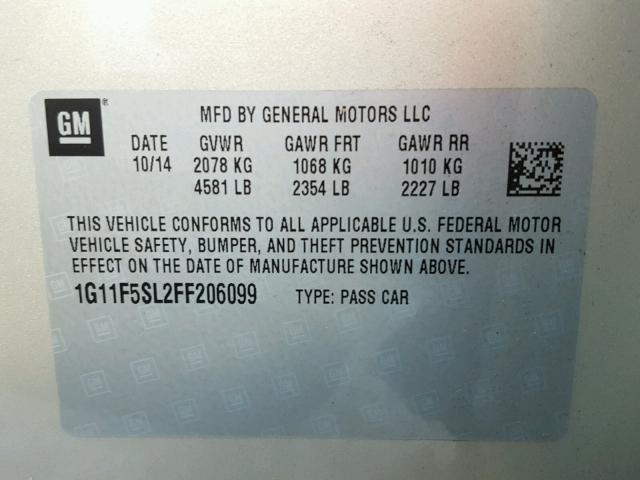 GM® MFD BY GENERAL MOTORS LLC
DATE GVWR GAWR FRT GAWR RR
10/14 2078 KG 1068 KG 1010 KG
4581 LB 2354 LB 2227 LB
THIS VEHICLE CONFORMS TO ALL APPLICABLE U.S. FEDERAL MOTOR
VEHICLE SAFETY, BUMPER, AND THEFT PREVENTION STANDARDS IN
EFFECT ON THE DATE OF MANUFACTURE SHOWN ABOVE.
1G11F5SL2FF206099 TYPE: PASS CAR